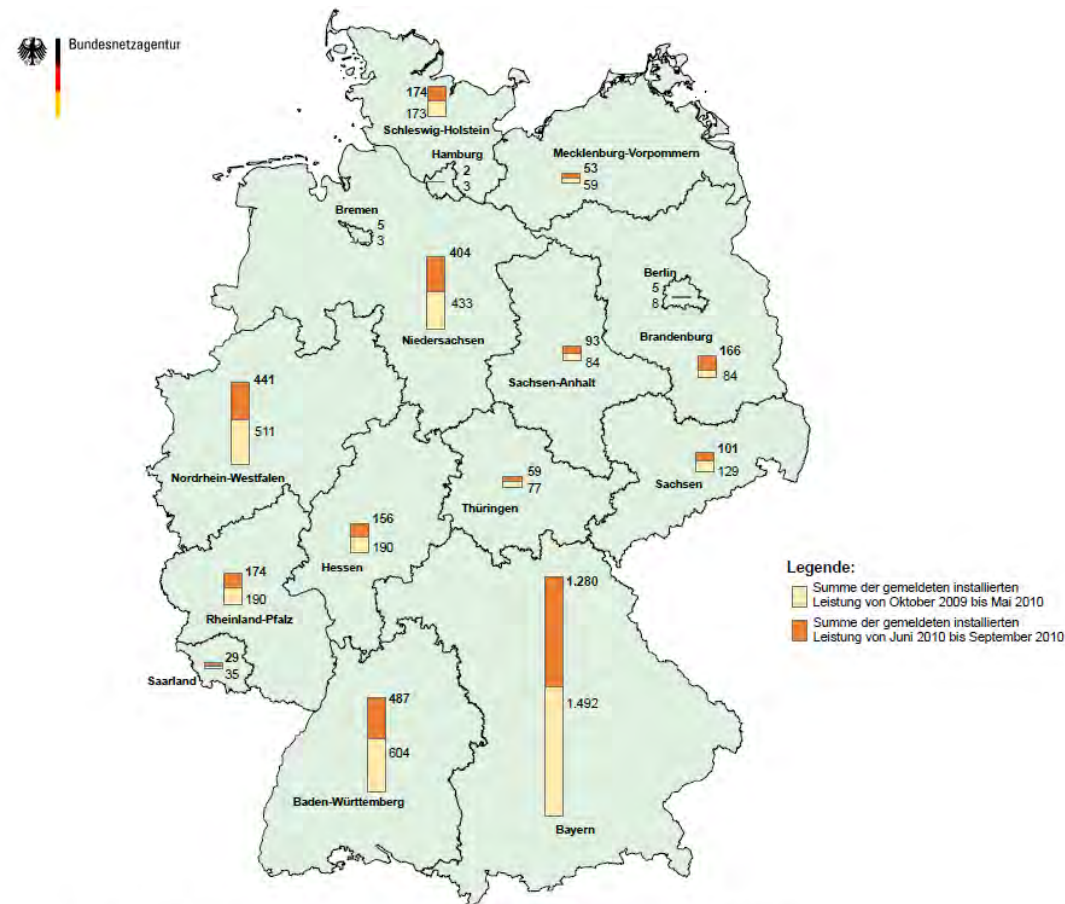 Bundesnetzagentur
174
173
Schleswig-Holstein
Hamburg
2
3
Mecklenburg-Vorpommern
53
59
Bremen
5
3
404
433
Niedersachsen
Berlin
5
8
Brandenburg
166
84
93
84
Sachsen-Anhalt
441
511
Nordrhein-Westfalen
101
129
Sachsen
59
77
Thüringen
156
190
Hessen
174
190
Rheinland-Pfalz
29
35
Saarland
487
604
Baden-Württemberg
1.280
1.492
Bayern
Legende:
Summe der gemeldeten installierten
Leistung von Oktober 2009 bis Mai 2010
Summe der gemeldeten installierten
Leistung von Juni 2010 bis September 2010